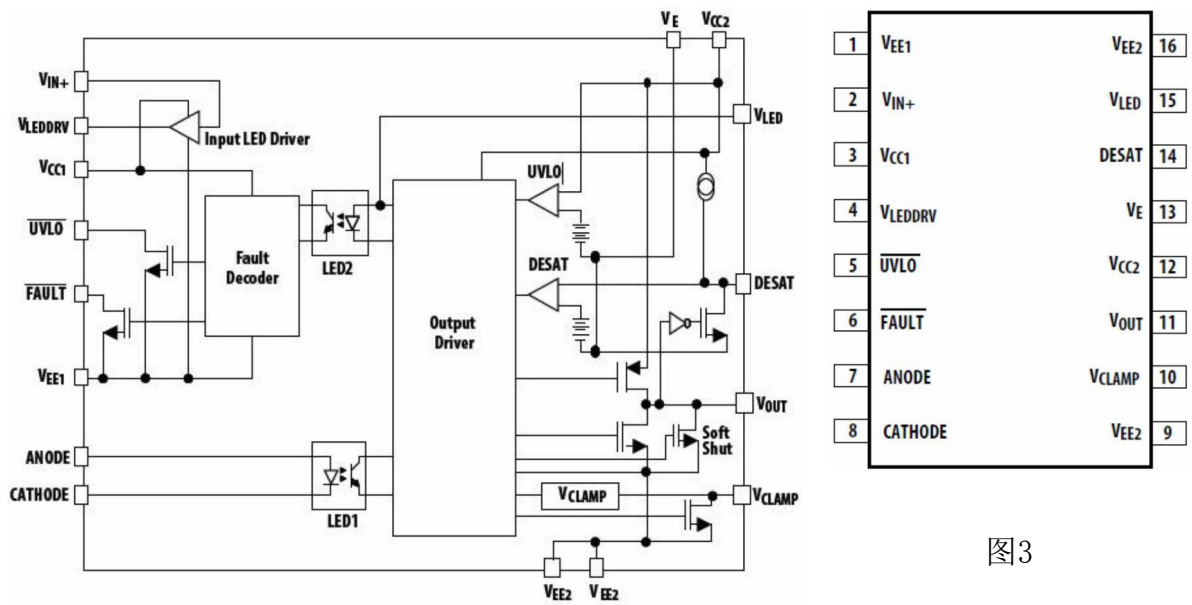 VE VCC2
VIN+
VLEDDRV
Input LED Driver
VCC1
UVLO
FAULT
VEE1
ANODE
CATHODE
Fault
Decoder
LED2
LED1
Output
Driver
UVLO
DESAT
VLED
DESAT
VOUT
Soft
Shut
VCLAMP
VCLAMP
VEE2 VEE2
1 VEE1 VEE2 16
2 VIN+ VLED 15
3 VCC1 DESAT 14
4 VLEDDRV VE 13
5 UVLO VCC2 12
6 FAULT VOUT 11
7 ANODE VCLAMP 10
8 CATHODE VEE2 9
图3